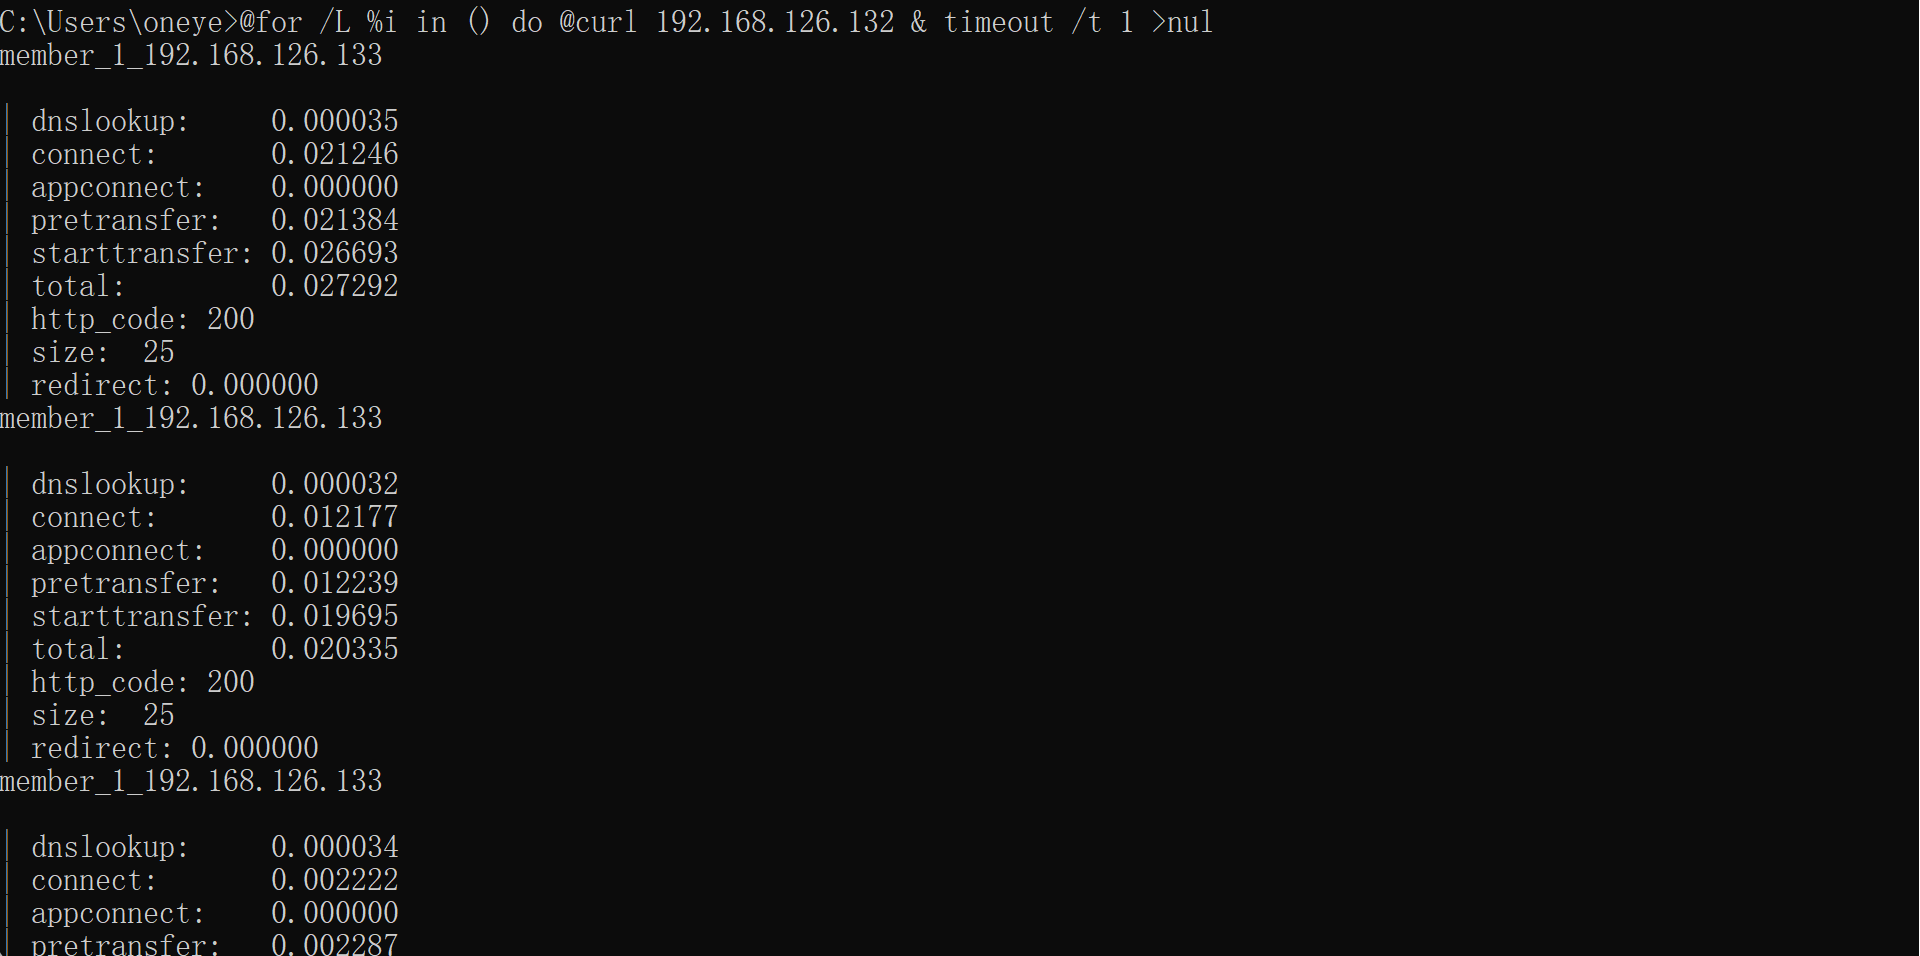 C:\Users\oneye>@for /L %i in () do @curl 192.168.126.132 & timeout /t 1 >nul
member_1_192.168.126.133
| dnslookup:     0.000035
| connect:       0.021246
| appconnect:    0.000000
| pretransfer:   0.021384
| starttransfer: 0.026693
| total:         0.027292
| http_code: 200
| size:  25
| redirect: 0.000000
member_1_192.168.126.133
| dnslookup:     0.000032
| connect:       0.012177
| appconnect:    0.000000
| pretransfer:   0.012239
| starttransfer: 0.019695
| total:         0.020335
| http_code: 200
| size:  25
| redirect: 0.000000
member_1_192.168.126.133
| dnslookup:     0.000034
| connect:       0.002222
| appconnect:    0.000000
| pretransfer:   0.002287